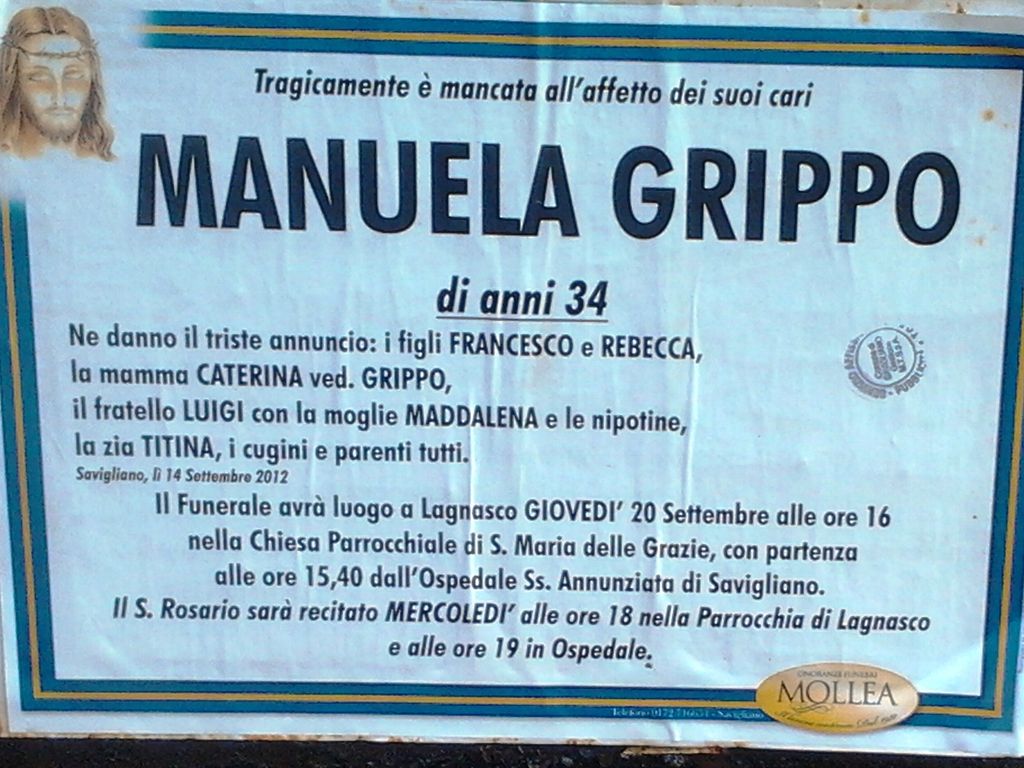 Tragicamente è mancata all'affetto dei suoi cari
MANUELA GRIPPO
di anni 34
Ne danno il triste annuncio: i figli FRANCESCO e REBECCA,
la mamma CATERINA ved. GRIPPO,
il fratello LUIGI con la moglie MADDALENA e le nipotine,
la zia TITINA, i cugini e parenti tutti.
Savigliano, lì 14 Settembre 2012
Il Funerale avrà luogo a Lagnasco GIOVEDI' 20 Settembre alle ore 16
nella Chiesa Parrocchiale di S. Maria delle Grazie, con partenza
alle ore 15,40 dall'Ospedale Ss. Annunziata di Savigliano.
Il S. Rosario sarà recitato MERCOLEDI' alle ore 18 nella Parrocchia di Lagnasco
e alle ore 19 in Ospedale.
ONORANZE FUNEBRI
MOLLEA
Savigliano